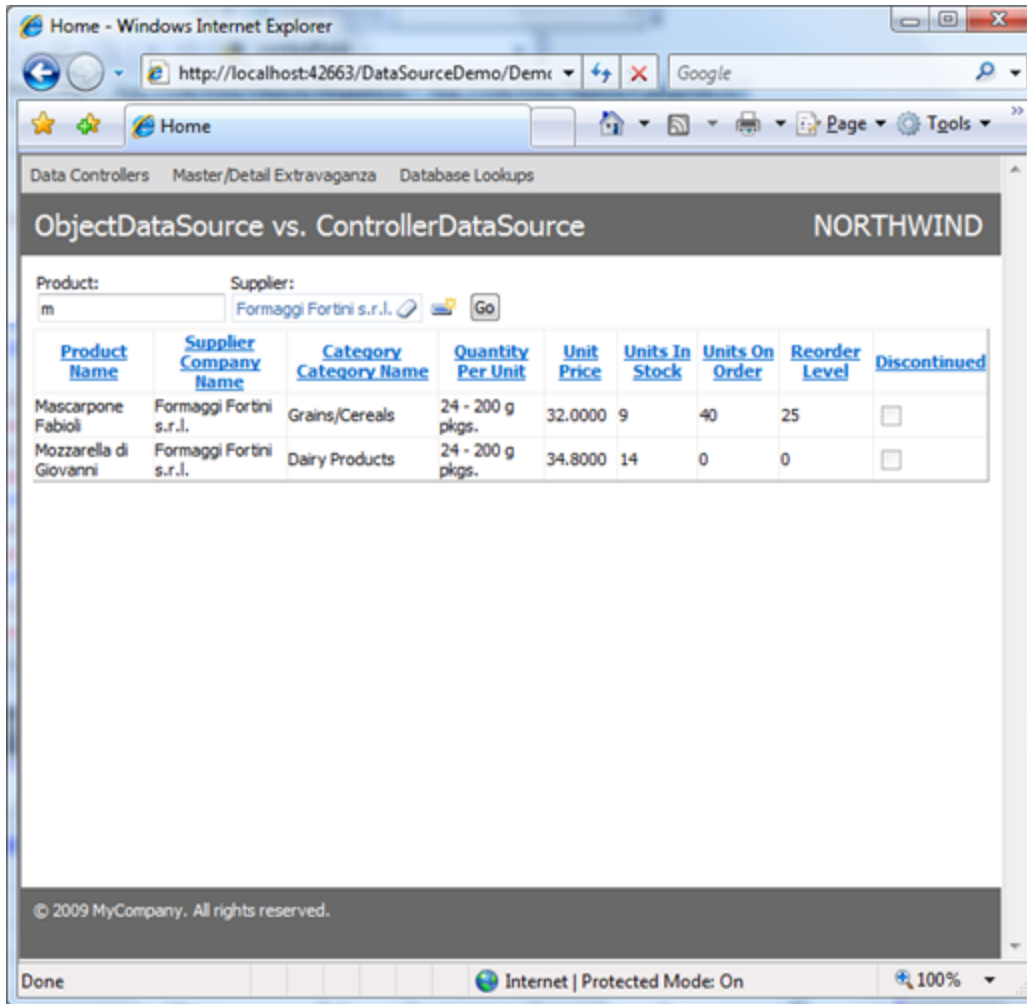 Home - Windows Internet Explorer
http://localhost:42663/DataSourceDemo/Demo
Google
Home
Page
Tools
Data Controllers Master/Detail Extravaganza Database Lookups
ObjectDataSource vs. ControllerDataSource NORTHWIND
Product: Supplier:
m Formaggi Fortini s.r.l. Go
Product Name Supplier Company Name Category Category Name Quantity Per Unit Unit Price Units In Stock Units On Order Reorder Level Discontinued
Mascarpone Fabioli Formaggi Fortini s.r.l. Grains/Cereals 24 - 200 g pkgs. 32.0000 9 40 25
Mozzarella di Giovanni Formaggi Fortini s.r.l. Dairy Products 24 - 200 g pkgs. 34.8000 14 0 0
© 2009 MyCompany. All rights reserved.
Done Internet | Protected Mode: On 100%